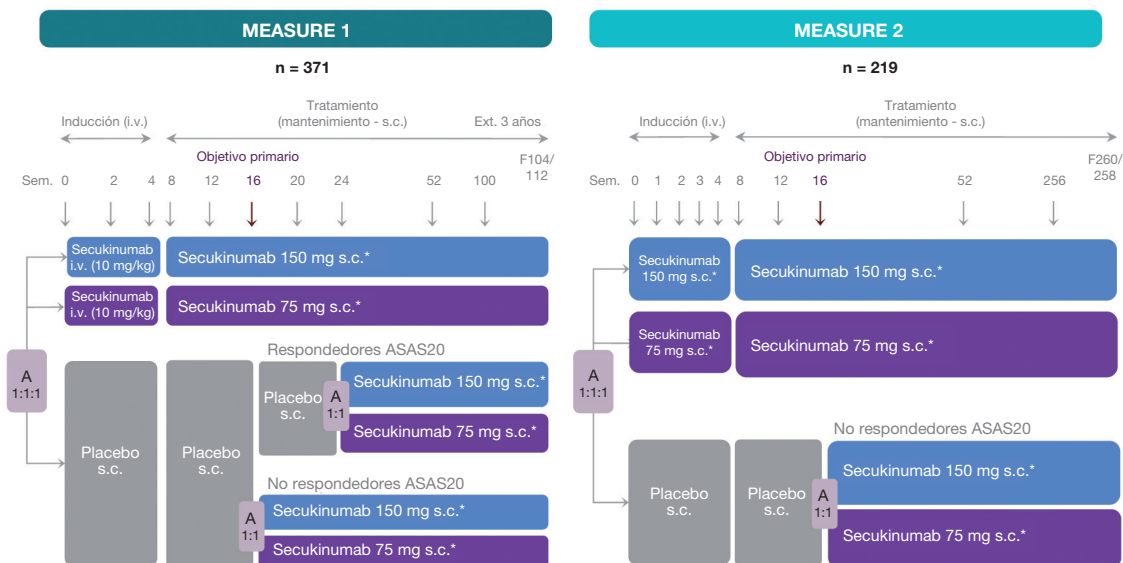 MEASURE 1
n = 371
Inducción (i.v.)
Tratamiento
(mantenimiento - s.c.)
Ext. 3 años
Objetivo primario
F104/
112
Sem. 0 2 4 8 12 16 20 24 52 100
Secukinumab
i.v. (10 mg/kg)
Secukinumab 150 mg s.c.*
Secukinumab
i.v. (10 mg/kg)
Secukinumab 75 mg s.c.*
A
1:1:1
Placebo
s.c.
Placebo
s.c.
Respondedores ASAS20
Placebo
s.c.
A
1:1
Secukinumab 150 mg s.c.*
Secukinumab 75 mg s.c.*
No respondedores ASAS20
A
1:1
Secukinumab 150 mg s.c.*
Secukinumab 75 mg s.c.*
MEASURE 2
n = 219
Inducción (i.v.)
Tratamiento
(mantenimiento - s.c.)
Objetivo primario
F260/
258
Sem. 0 1 2 3 4 8 12 16 52 256
Secukinumab
150 mg s.c.*
Secukinumab 150 mg s.c.*
Secukinumab
75 mg s.c.*
Secukinumab 75 mg s.c.*
A
1:1:1
Placebo
s.c.
Placebo
s.c.
No respondedores ASAS20
A
1:1
Secukinumab 150 mg s.c.*
Secukinumab 75 mg s.c.*